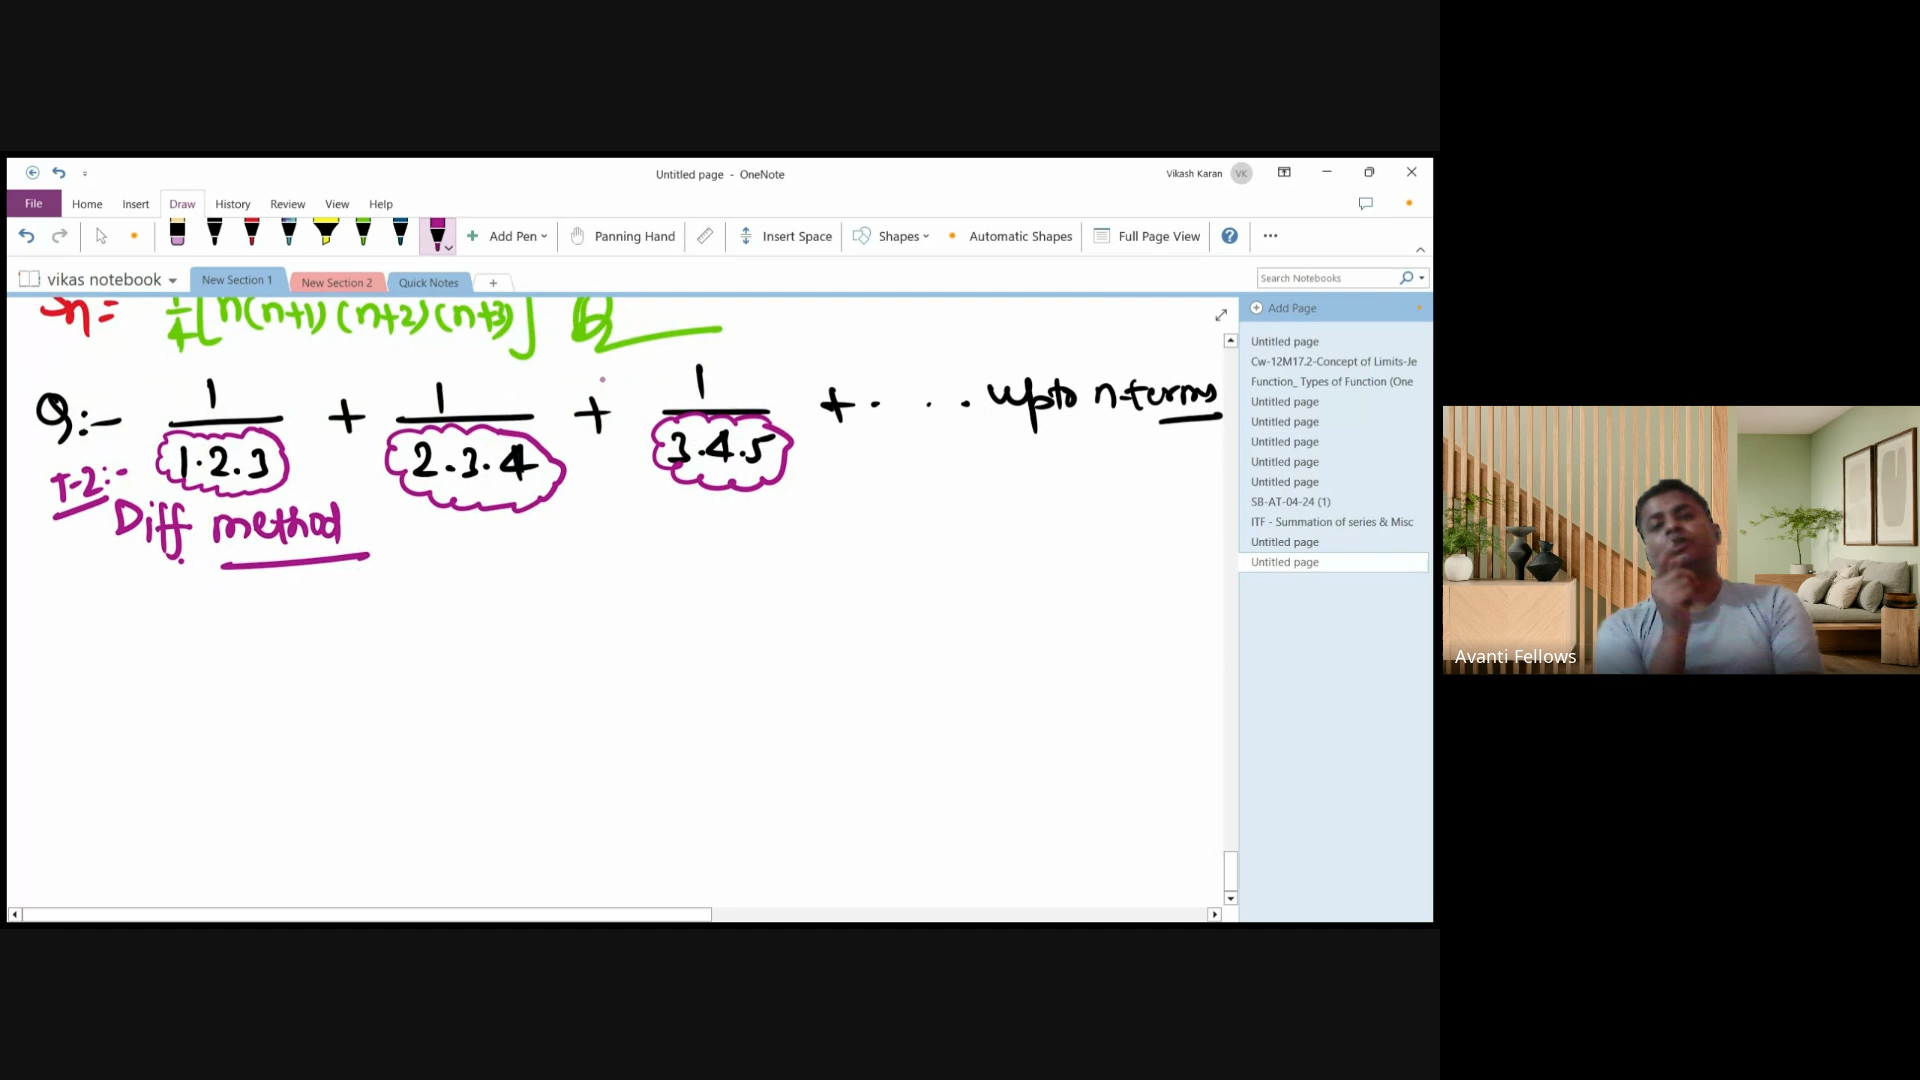 Untitled page - OneNote
Vikash Karan VK
File Home Insert Draw History Review View Help
+ Add Pen Panning Hand Insert Space Shapes Automatic Shapes Full Page View ? ...
vikas notebook New Section 1 New Section 2 Quick Notes + Search Notebooks
Add Page
Untitled page
Cw-12M17.2-Concept of Limits-Je
Function_ Types of Function (One
Untitled page
Untitled page
Untitled page
Untitled page
Untitled page
SB-AT-04-24 (1)
ITF - Summation of series & Misc
Untitled page
Untitled page
Sn = 1/4 [n(n+1) (n+2) (n+3)]
Q:- 1/1.2.3 + 1/2.3.4 + 1/3.4.5 + . . . . upto n terms
T-2:-
Diff method
Avanti Fellows